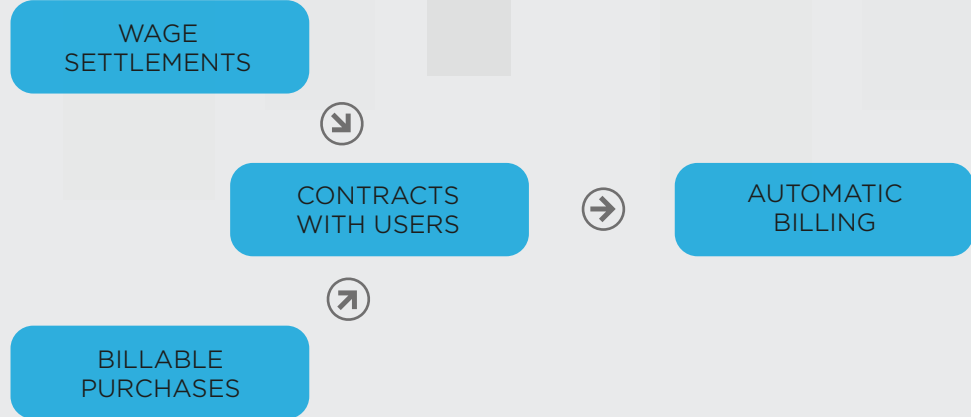 WAGE
SETTLEMENTS
CONTRACTS
WITH USERS
AUTOMATIC
BILLING
BILLABLE
PURCHASES